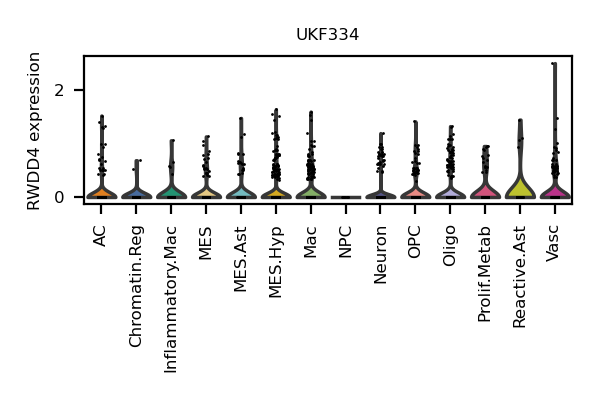 UKF334
RWDD4 expression
2
0
AC
Chromatin.Reg
Inflammatory.Mac
MES
MES.Ast
MES.Hyp
Mac
NPC
Neuron
OPC
Oligo
Prolif.Metab
Reactive.Ast
Vasc